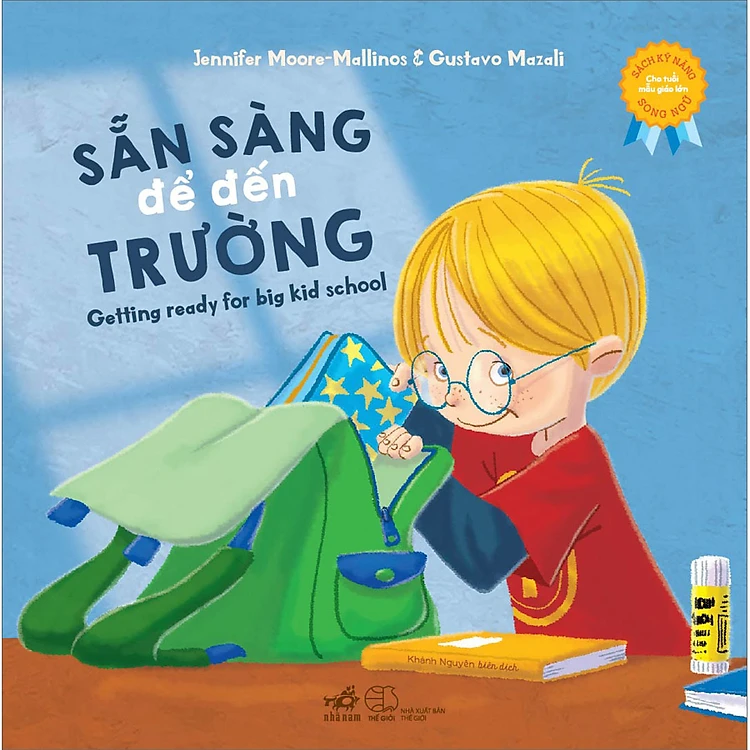 Jennifer Moore-Mallinos & Gustavo Mazali
SÁCH KỸ NĂNG
Cho tuổi
mẫu giáo lớn
SONG NGỮ
SẴN SÀNG
để đến
TRƯỜNG
Getting ready for big kid school
Khánh Nguyên biên dịch
nhã nam
THẾ GIỚI
NHÀ XUẤT BẢN
THẾ GIỚI